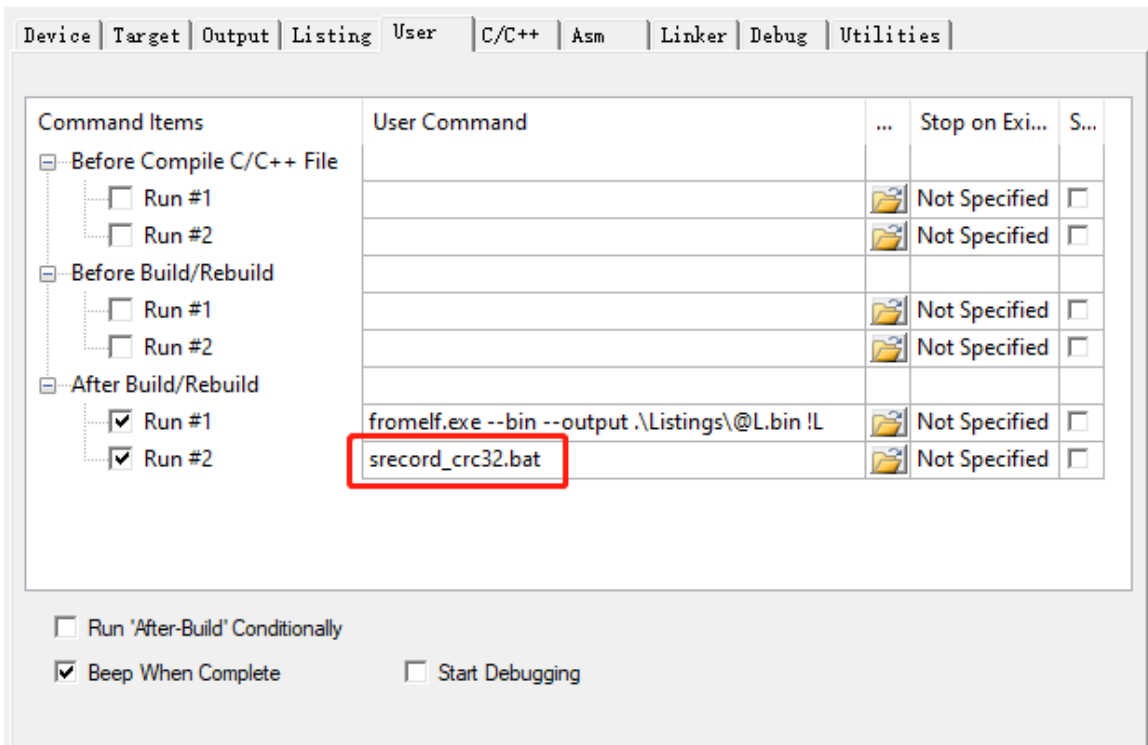 Device Target Output Listing User C/C++ Asm Linker Debug Utilities
Command Items User Command ... Stop on Exi... S...
Before Compile C/C++ File
Run #1 Not Specified
Run #2 Not Specified
Before Build/Rebuild
Run #1 Not Specified
Run #2 Not Specified
After Build/Rebuild
Run #1 fromelf.exe --bin --output .\Listings\@L.bin !L Not Specified
Run #2 srecord_crc32.bat Not Specified
Run 'After-Build' Conditionally
Beep When Complete Start Debugging